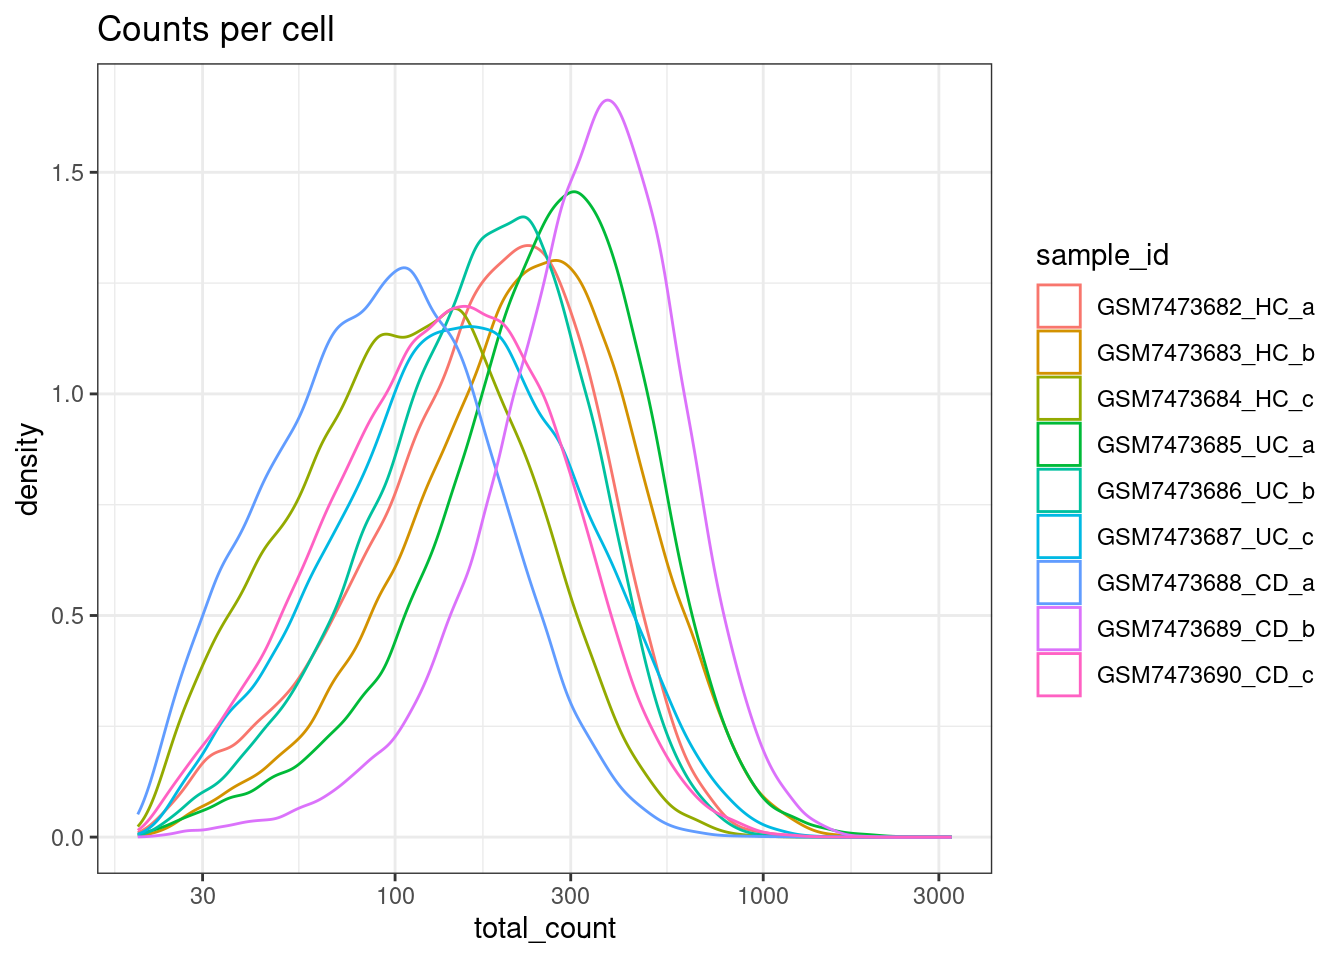 Counts per cell
1.5
1.0
0.5
0.0
density
30 100 300 1000 3000
total_count
sample_id
GSM7473682_HC_a
GSM7473683_HC_b
GSM7473684_HC_c
GSM7473685_UC_a
GSM7473686_UC_b
GSM7473687_UC_c
GSM7473688_CD_a
GSM7473689_CD_b
GSM7473690_CD_c